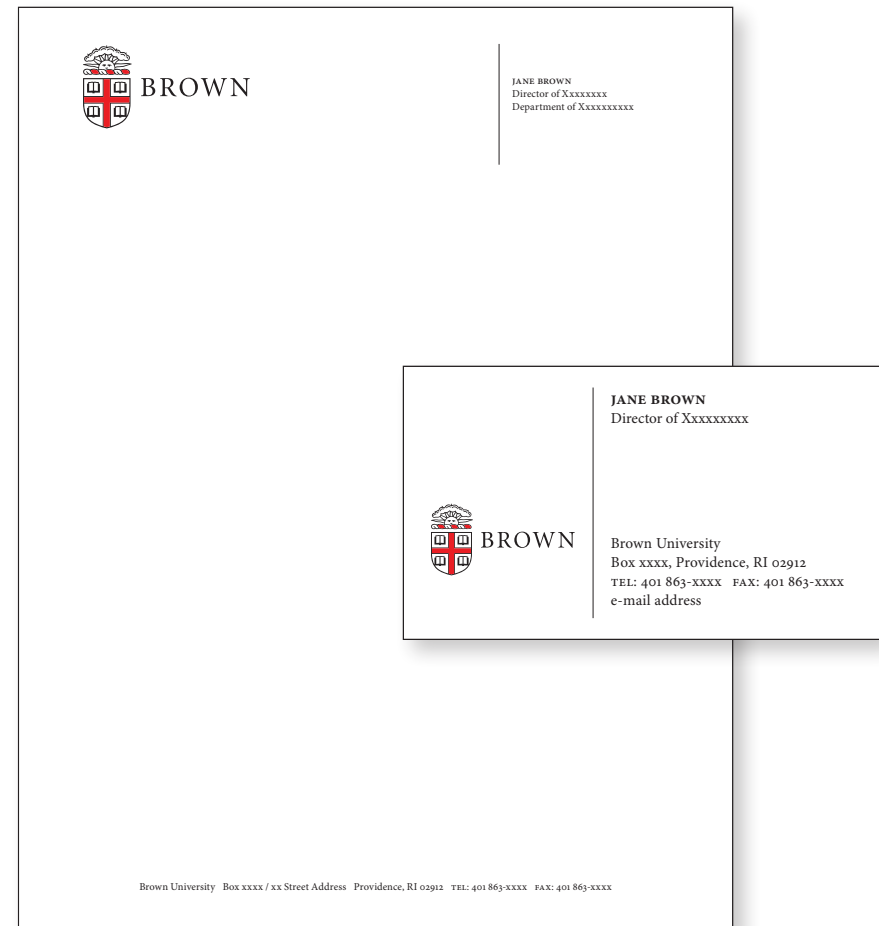 BROWN
JANE BROWN
Director of Xxxxxxxx
Department of Xxxxxxxxxx
JANE BROWN
Director of Xxxxxxxxx
BROWN
Brown University
Box xxxx, Providence, RI 02912
TEL: 401 863-xxxx FAX: 401 863-xxxx
e-mail address
Brown University Box xxxx / xx Street Address Providence, RI 02912 TEL: 401 863-xxxx FAX: 401 863-xxxx